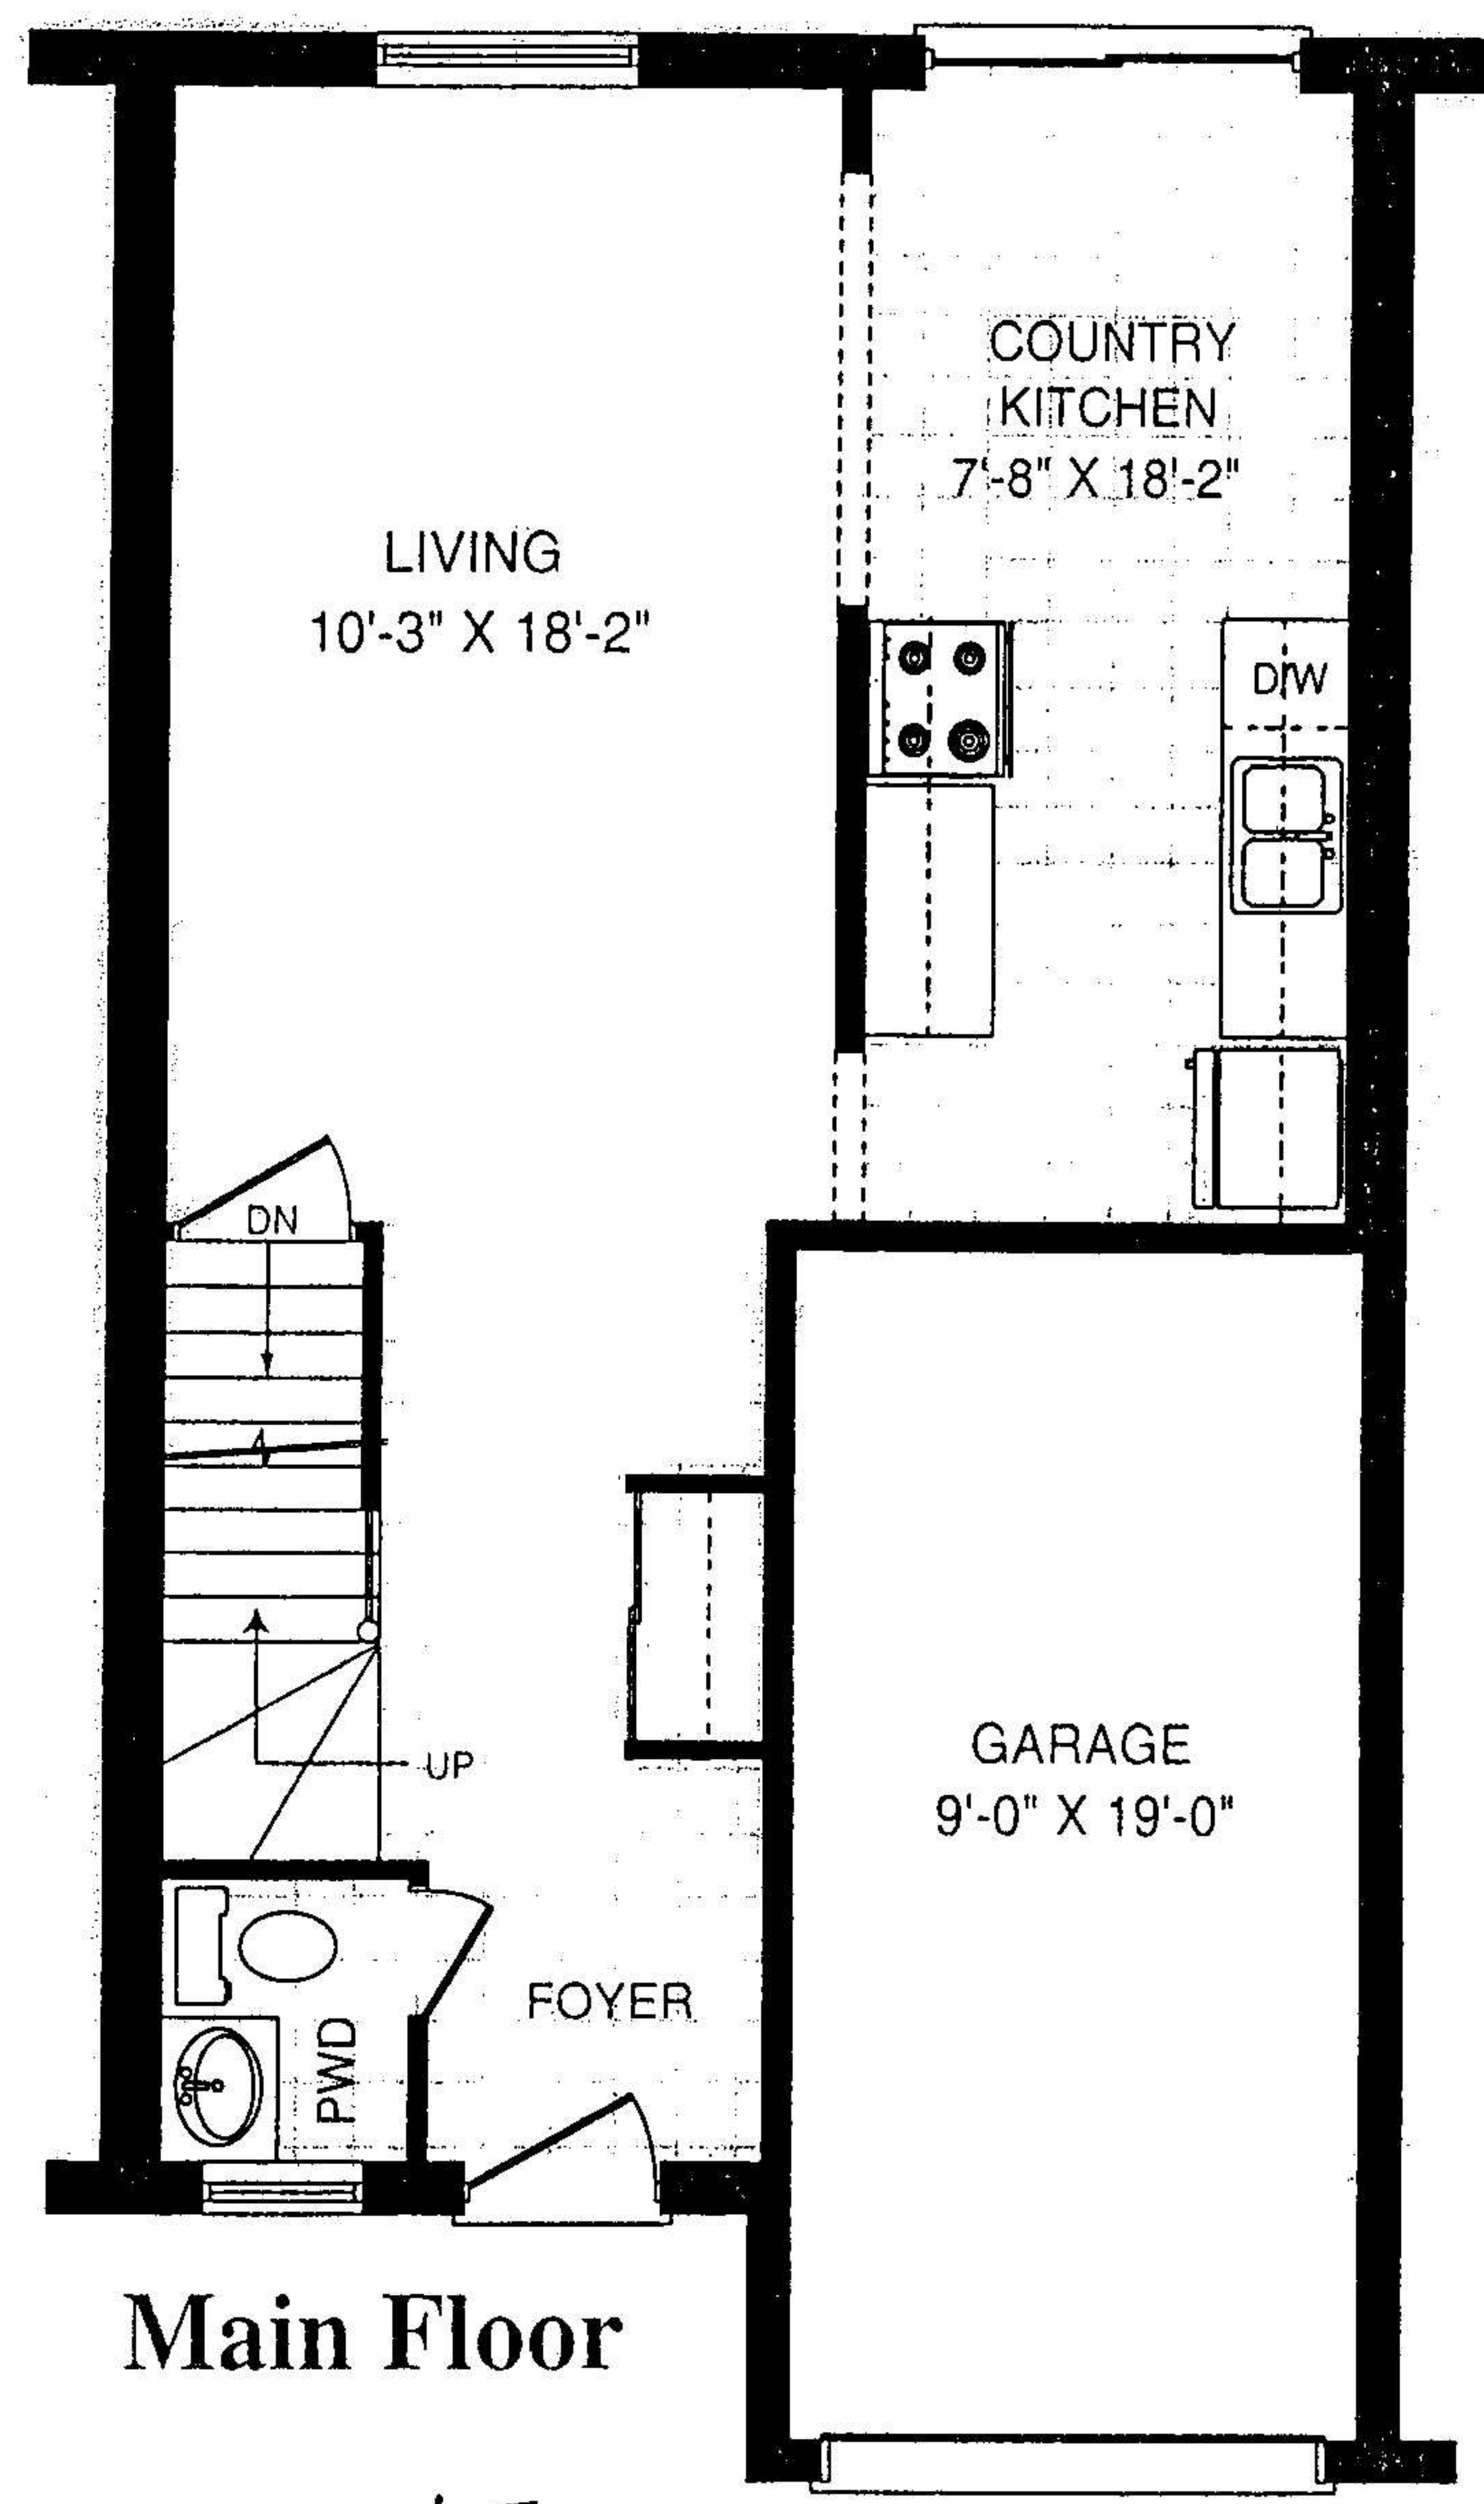 COUNTRY
KITCHEN
7'-8" X 18'-2"
LIVING
10'-3" X 18'-2"
D/W
DN
UP
GARAGE
9'-0" X 19'-0"
FOYER
PWD
Main Floor